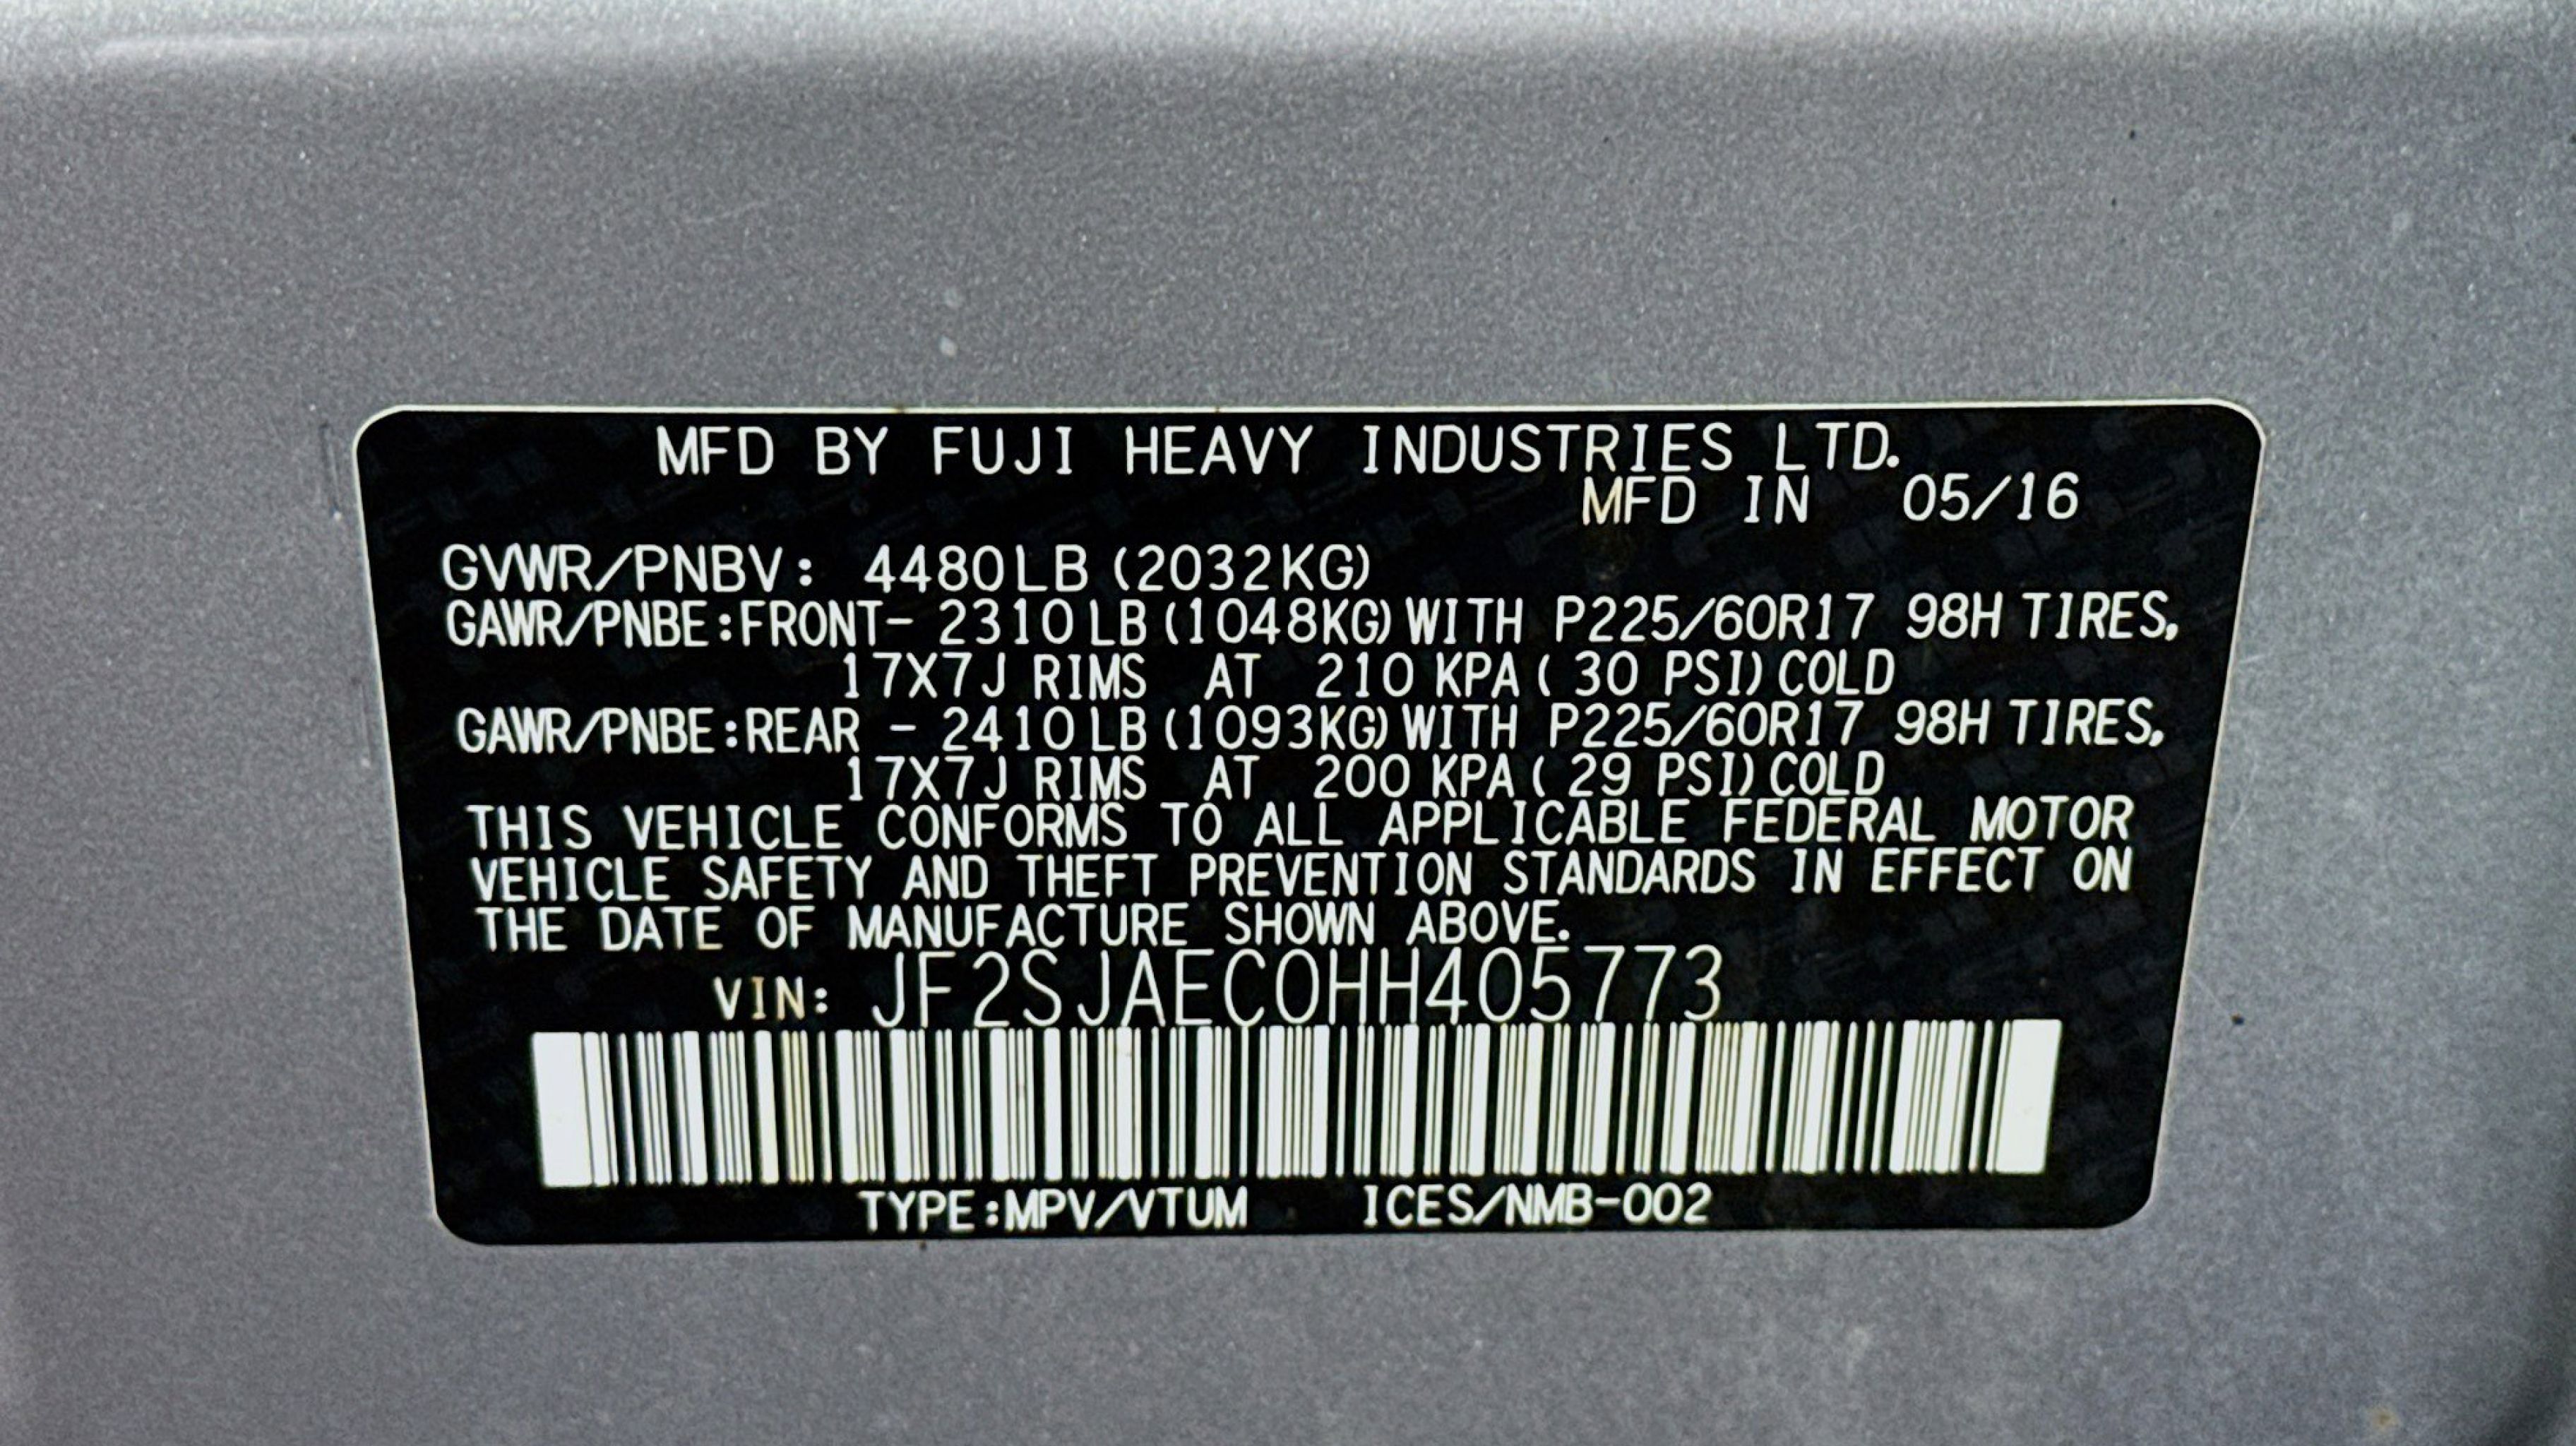 MFD BY FUJI HEAVY INDUSTRIES LTD.
MFD IN 05/16
GVWR/PNBV: 4480LB (2032KG)
GAWR/PNBE:FRONT- 2310LB(1048KG)WITH P225/60R17 98H TIRES,
17X7J RIMS AT 210 KPA( 30 PSI)COLD
GAWR/PNBE:REAR - 2410LB(1093KG)WITH P225/60R17 98H TIRES,
17X7J RIMS AT 200 KPA( 29 PSI)COLD
THIS VEHICLE CONFORMS TO ALL APPLICABLE FEDERAL MOTOR
VEHICLE SAFETY AND THEFT PREVENTION STANDARDS IN EFFECT ON
THE DATE OF MANUFACTURE SHOWN ABOVE.
VIN: JF2SJAEC0HH405773
TYPE:MPV/VTUM ICES/NMB-002